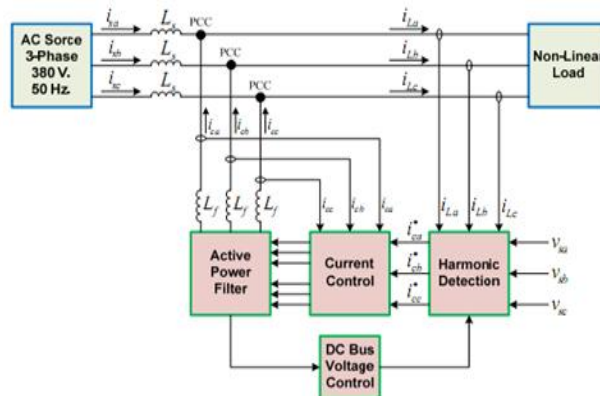 AC Sorce
3-Phase
380 V.
50 Hz.
i_sa
i_sb
i_sc
L_s
L_s
L_s
PCC
PCC
PCC
i_La
i_Lb
i_Lc
Non-Linear
Load
i_ca
i_cb
i_cc
L_f
L_f
L_f
i_cc
i_cb
i_ca
i_La
i_Lb
i_Lc
Active
Power
Filter
Current
Control
i*_ca
i*_cb
i*_cc
Harmonic
Detection
v_sa
v_sb
v_sc
DC Bus
Voltage
Control